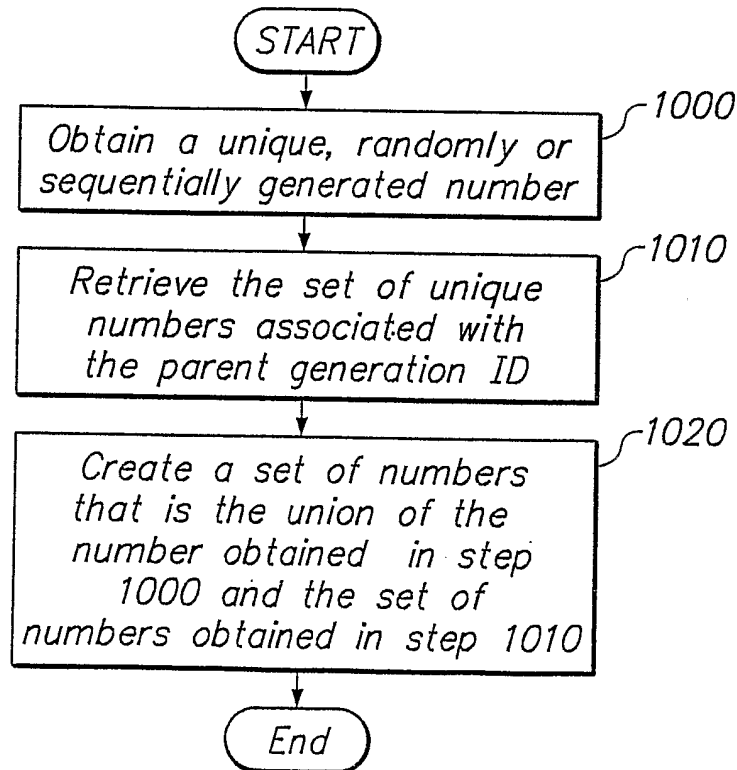 START
1000
Obtain a unique, randomly or
sequentially generated number
1010
Retrieve the set of unique
numbers associated with
the parent generation ID
1020
Create a set of numbers
that is the union of the
number obtained in step
1000 and the set of
numbers obtained in step 1010
End